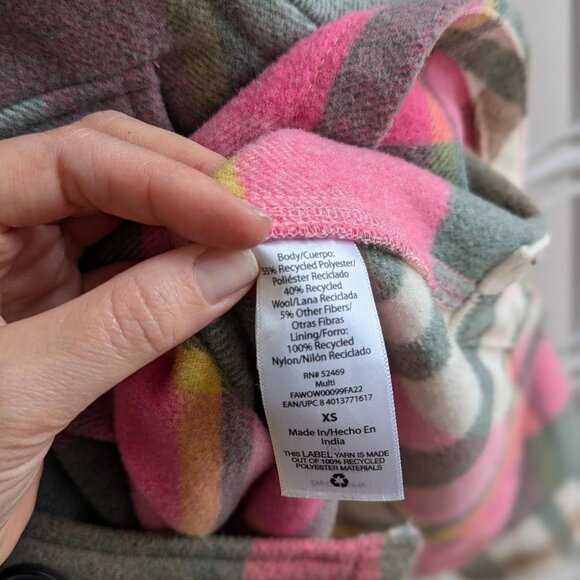 Body/Cuerpo:
55% Recycled Polyester/
Poliéster Reciclado
40% Recycled
Wool/Lana Reciclada
5% Other Fibers/
Otras Fibras
Lining/Forro:
100% Recycled
Nylon/Nilón Reciclado
RN# 52469
Multi
FAWOW00099FA22
EAN/UPC 8 4013771617
XS
Made In/Hecho En
India
THIS LABEL YARN IS MADE
OUT OF 100% RECYCLED
POLYESTER MATERIALS